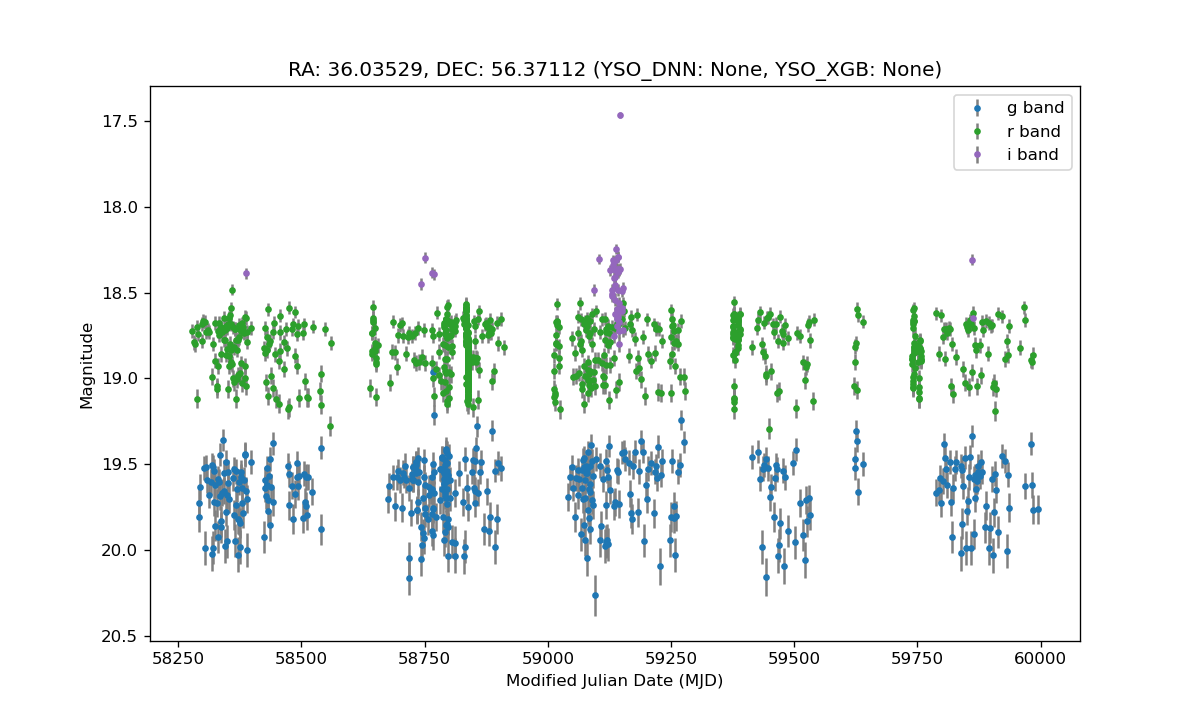 RA: 36.03529, DEC: 56.37112 (YSO_DNN: None, YSO_XGB: None)
g band
r band
i band
17.5
18.0
18.5
19.0
19.5
20.0
20.5
Magnitude
58250
58500
58750
59000
59250
59500
59750
60000
Modified Julian Date (MJD)